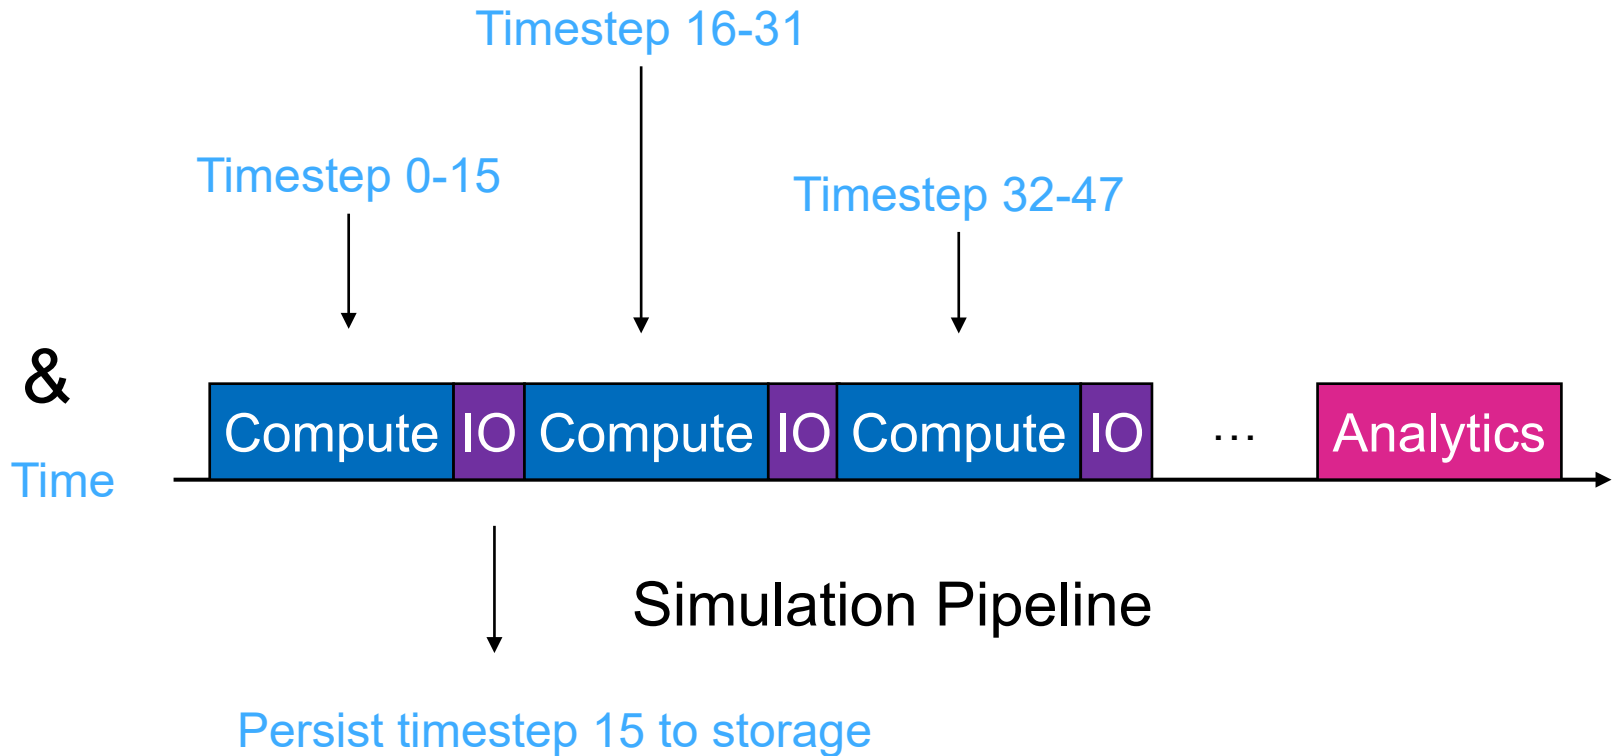 Timestep 16-31
Timestep 0-15
Timestep 32-47
&
Compute IO Compute IO Compute IO ... Analytics
Time
Simulation Pipeline
Persist timestep 15 to storage